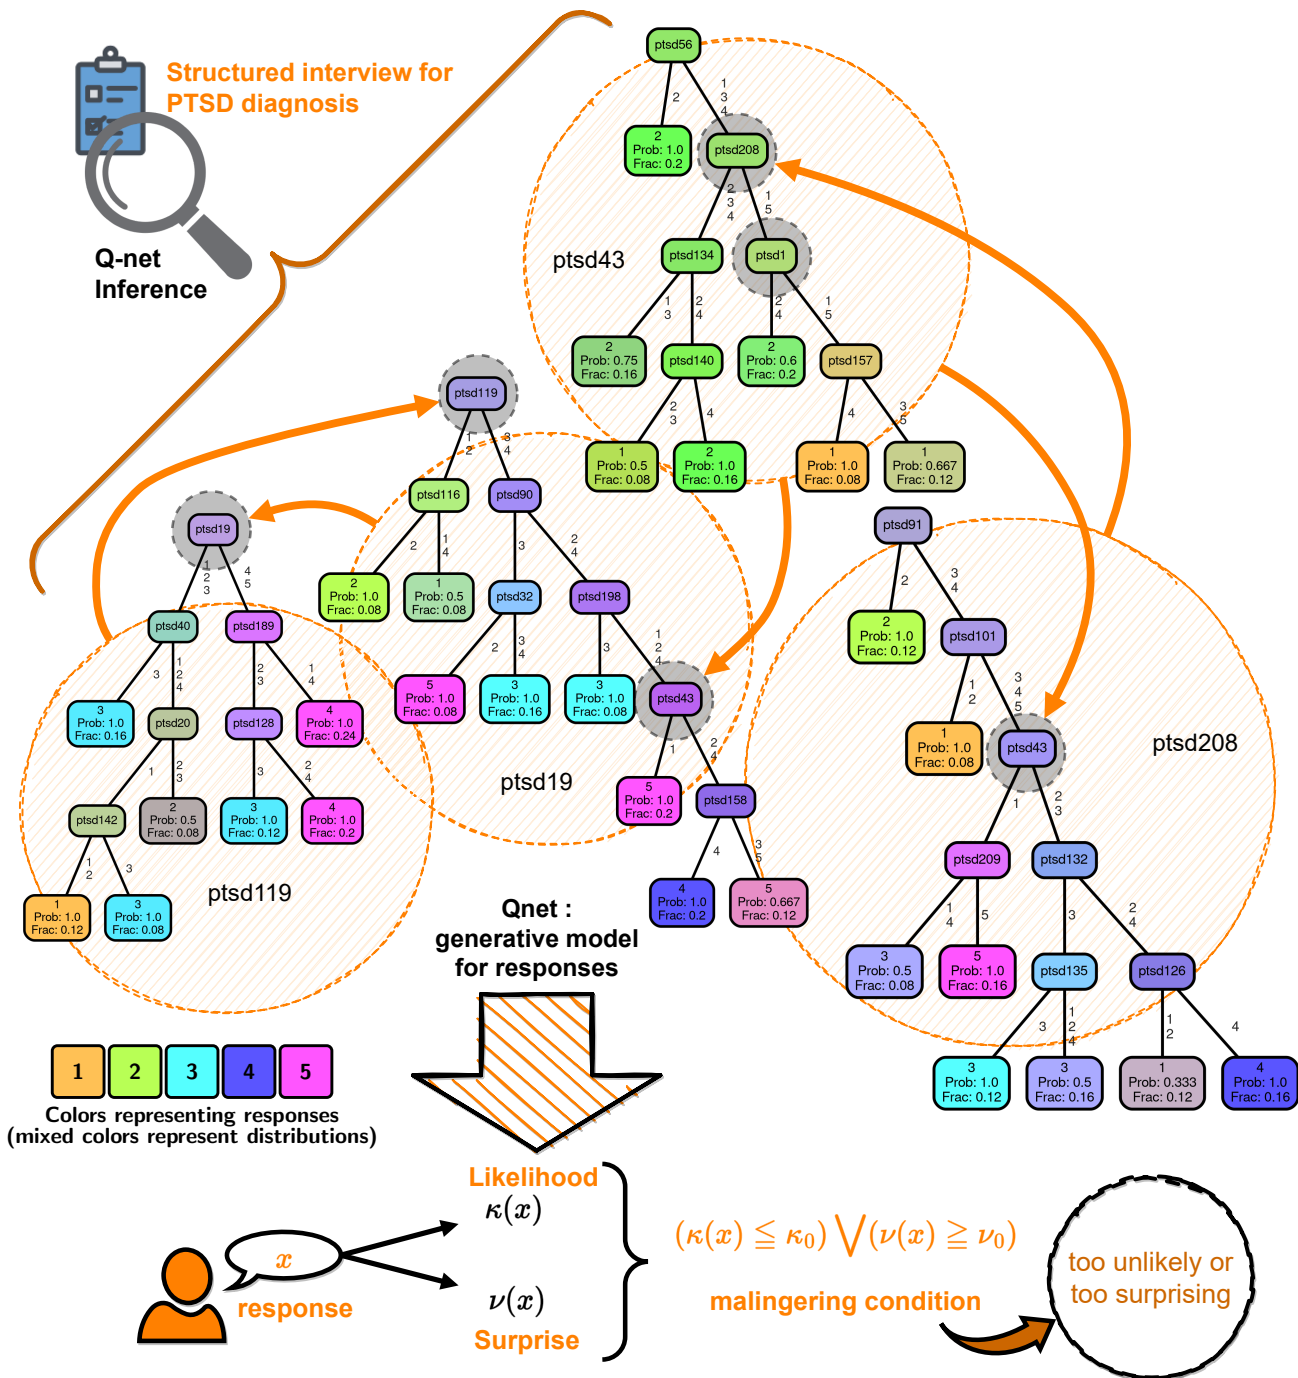 Structured interview for
PTSD diagnosis
Q-net
Inference
ptsd43
ptsd56
2
1
3
4
2
Prob: 1.0
Frac: 0.2
ptsd208
2
3
4
1
5
ptsd134
ptsd1
1
3
2
4
2
4
1
5
2
Prob: 0.75
Frac: 0.16
ptsd140
2
Prob: 0.6
Frac: 0.2
ptsd157
2
3
4
4
3
5
1
Prob: 0.5
Frac: 0.08
2
Prob: 1.0
Frac: 0.16
1
Prob: 1.0
Frac: 0.08
1
Prob: 0.667
Frac: 0.12
ptsd119
1
2
3
4
ptsd116
ptsd90
2
1
4
3
2
4
2
Prob: 1.0
Frac: 0.08
1
Prob: 0.5
Frac: 0.08
ptsd32
ptsd198
2
3
4
3
1
2
4
5
Prob: 1.0
Frac: 0.08
3
Prob: 1.0
Frac: 0.16
3
Prob: 1.0
Frac: 0.08
ptsd43
1
2
4
5
Prob: 1.0
Frac: 0.2
ptsd158
4
3
5
4
Prob: 1.0
Frac: 0.2
5
Prob: 0.667
Frac: 0.12
ptsd19
ptsd19
1
2
3
4
5
ptsd40
ptsd189
3
1
2
4
2
3
1
4
3
Prob: 1.0
Frac: 0.16
ptsd20
ptsd128
4
Prob: 1.0
Frac: 0.24
1
2
3
3
2
4
ptsd142
2
Prob: 0.5
Frac: 0.08
3
Prob: 1.0
Frac: 0.12
4
Prob: 1.0
Frac: 0.2
1
2
3
1
Prob: 1.0
Frac: 0.12
3
Prob: 1.0
Frac: 0.08
ptsd119
ptsd91
2
3
4
2
Prob: 1.0
Frac: 0.12
ptsd101
1
2
3
4
5
1
Prob: 1.0
Frac: 0.08
ptsd43
1
2
3
ptsd209
ptsd132
1
4
5
3
2
4
3
Prob: 0.5
Frac: 0.08
5
Prob: 1.0
Frac: 0.16
ptsd135
ptsd126
3
1
2
4
1
2
4
3
Prob: 1.0
Frac: 0.12
3
Prob: 0.5
Frac: 0.16
1
Prob: 0.333
Frac: 0.12
4
Prob: 1.0
Frac: 0.16
ptsd208
Qnet :
generative model
for responses
1 2 3 4 5
Colors representing responses
(mixed colors represent distributions)
x
response
Likelihood
κ(x)
ν(x)
Surprise
(κ(x) ≦ κ₀) ⋁ (ν(x) ≧ ν₀)
malingering condition
too unlikely or
too surprising